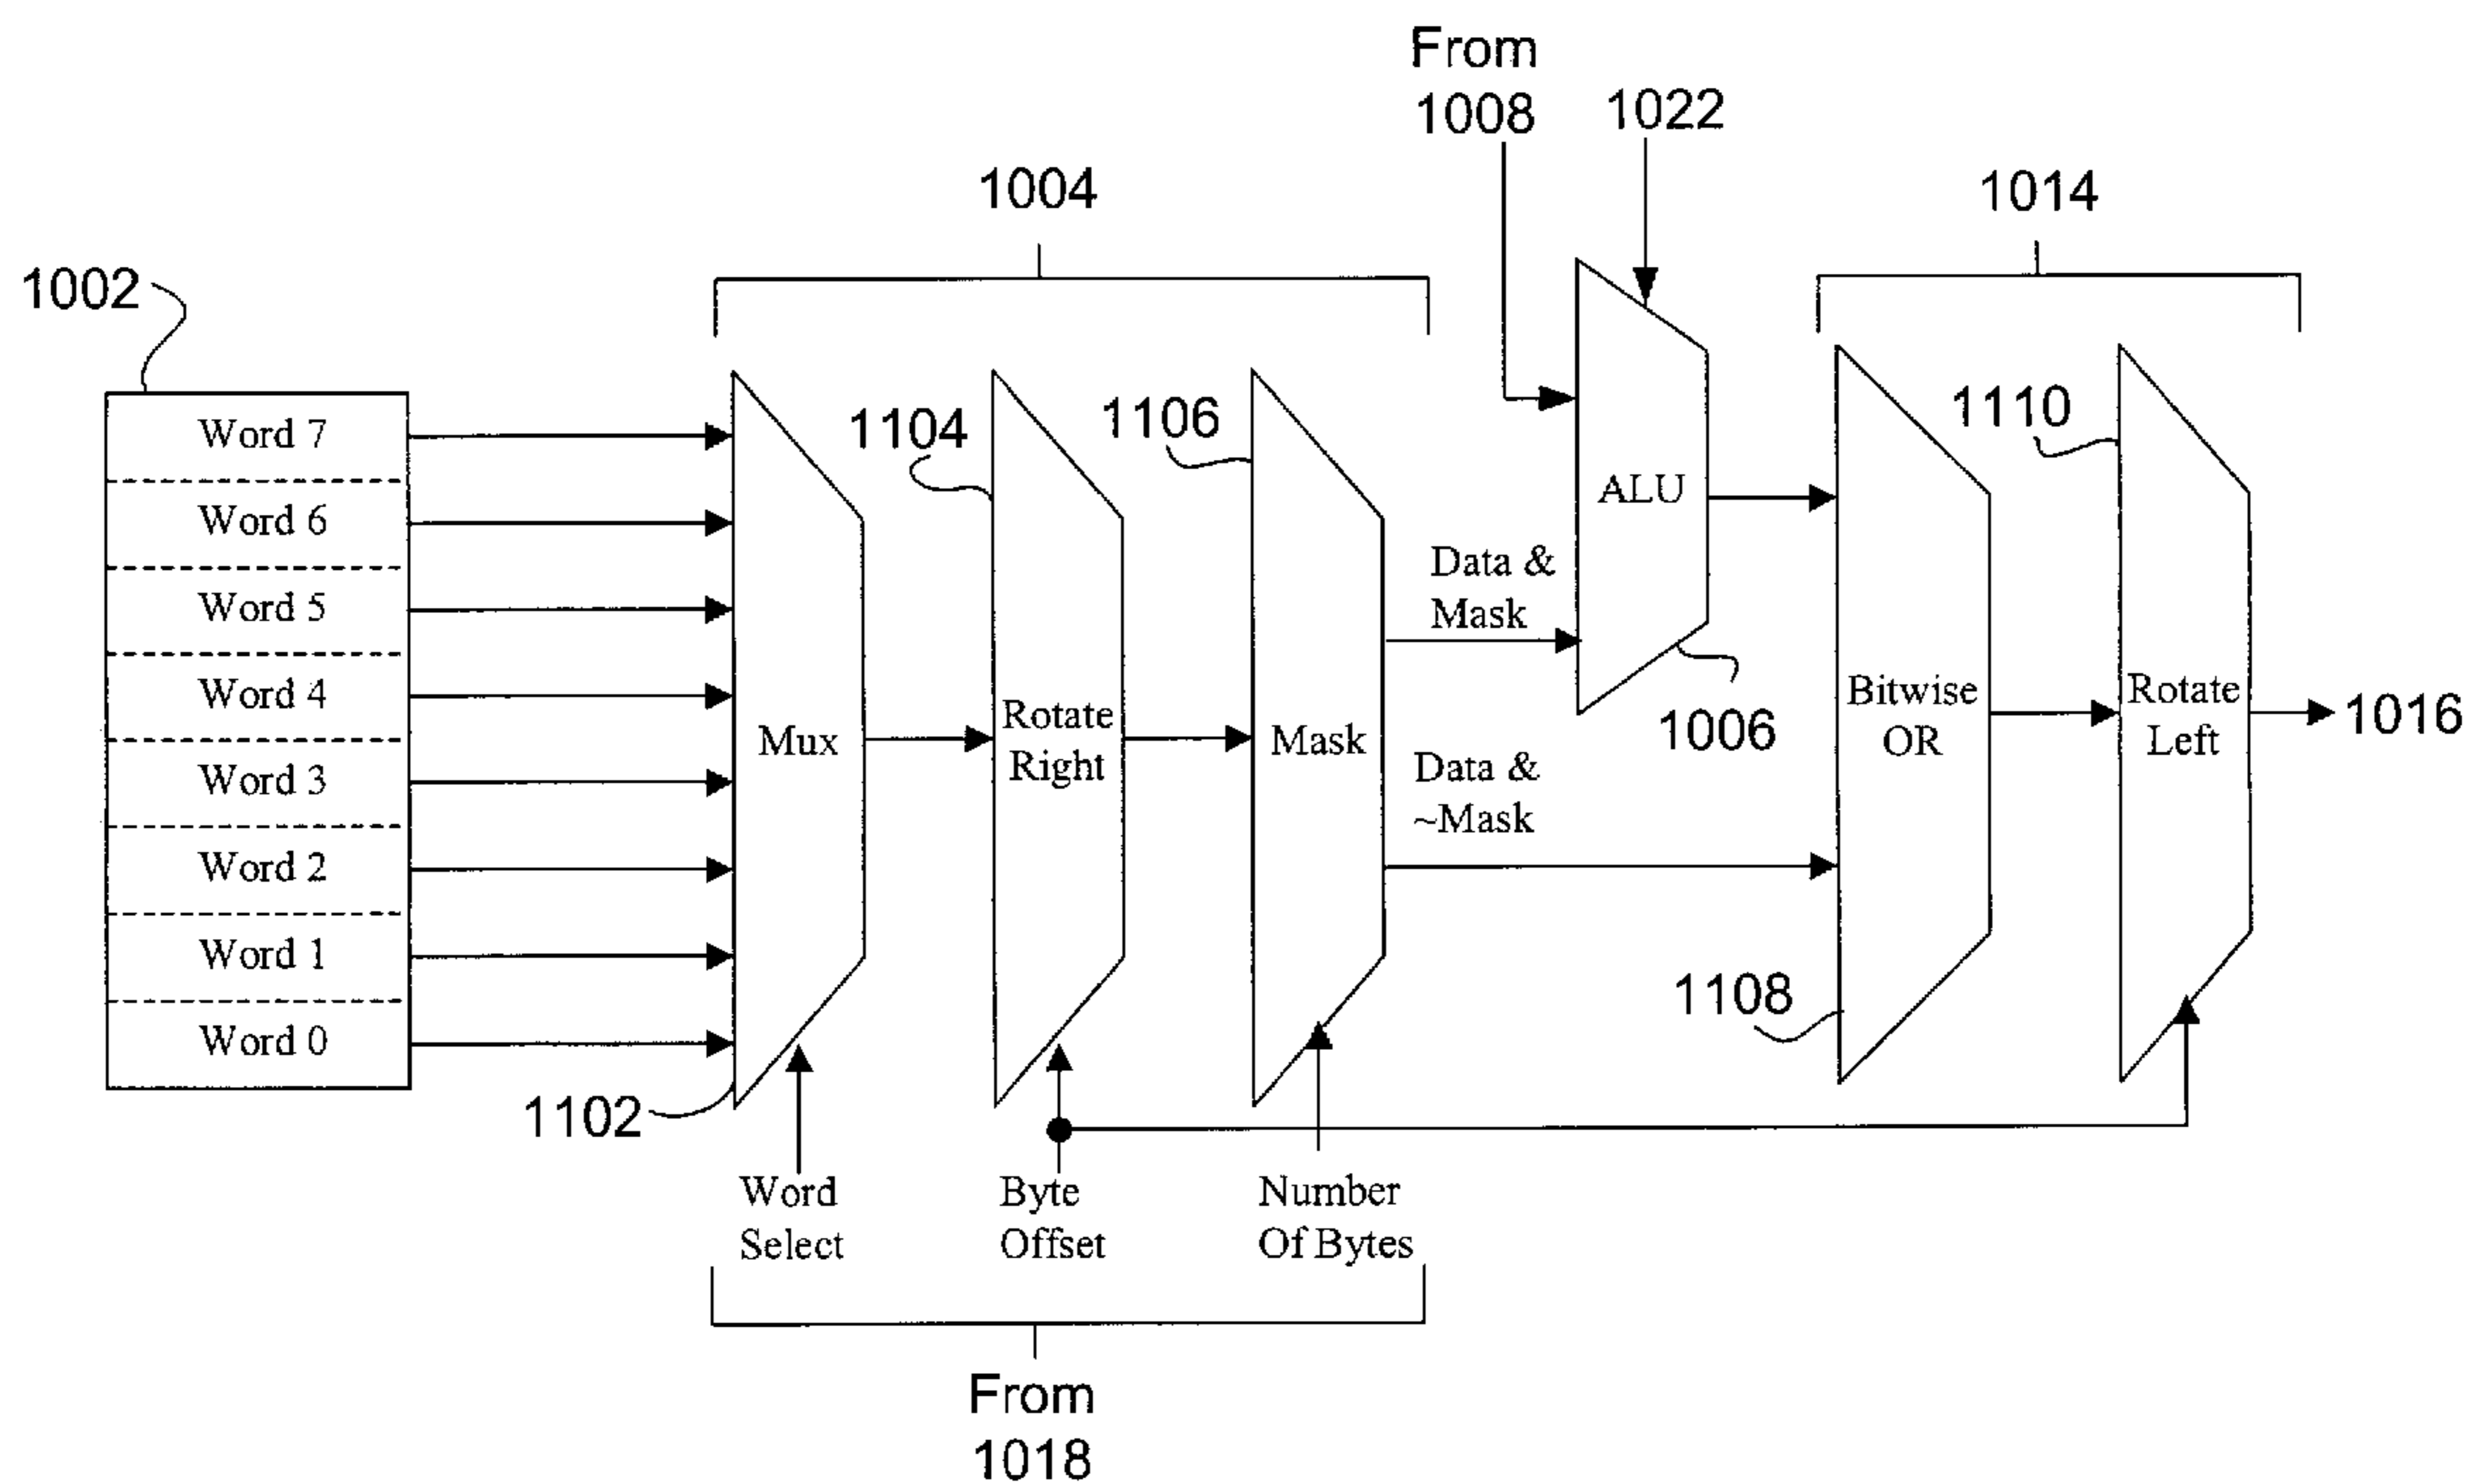 From
1008
1022
1004
1014
1002
Word 7
Word 6
Word 5
Word 4
Word 3
Word 2
Word 1
Word 0
1102
Mux
1104
Rotate
Right
1106
Mask
Data &
Mask
Data &
~Mask
ALU
1006
Bitwise
OR
1108
1110
Rotate
Left
1016
Word
Select
Byte
Offset
Number
Of Bytes
From
1018